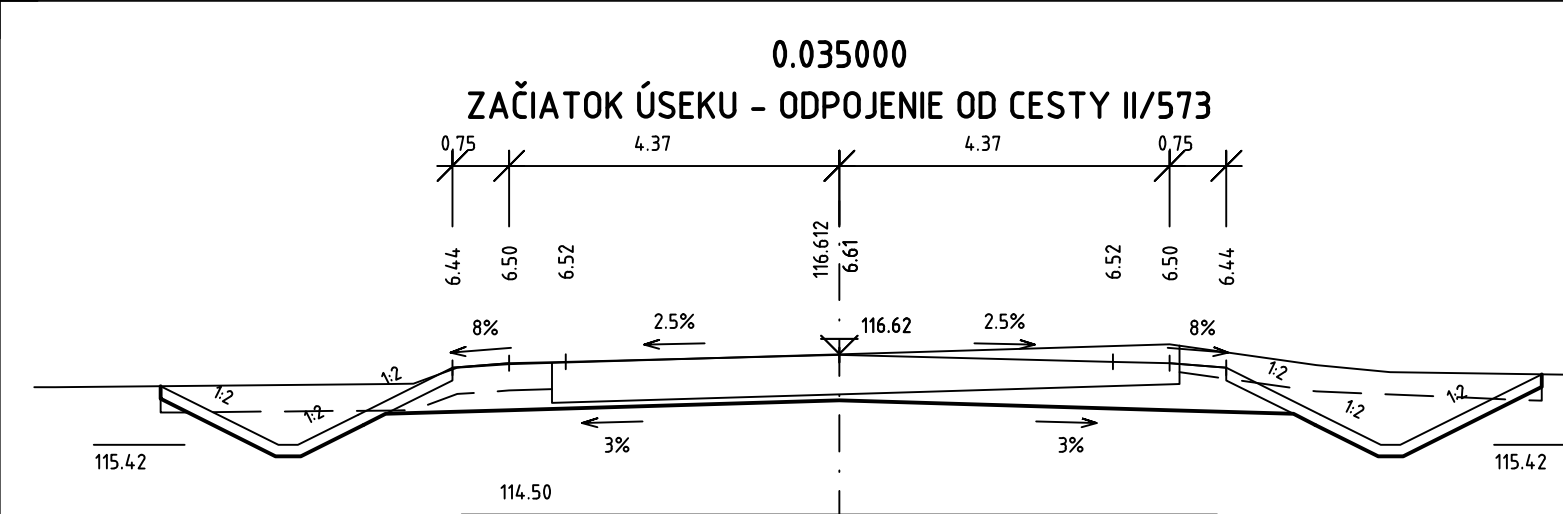 0.035000
ZAČIATOK ÚSEKU - ODPOJENIE OD CESTY II/573
0.75 4.37 4.37 0.75
6.44 6.50 6.52 116.612 6.61 6.52 6.50 6.44
8% 2.5% 116.62 2.5% 8%
1:2 1:2 1:2 1:2 1:2 1:2
3% 3%
115.42 115.42
114.50